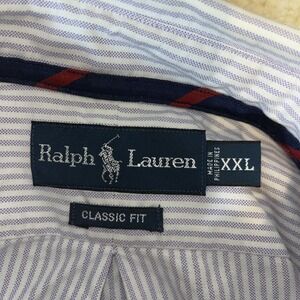 Ralph Lauren
MADE IN
PHILIPPINES
XXL
CLASSIC FIT